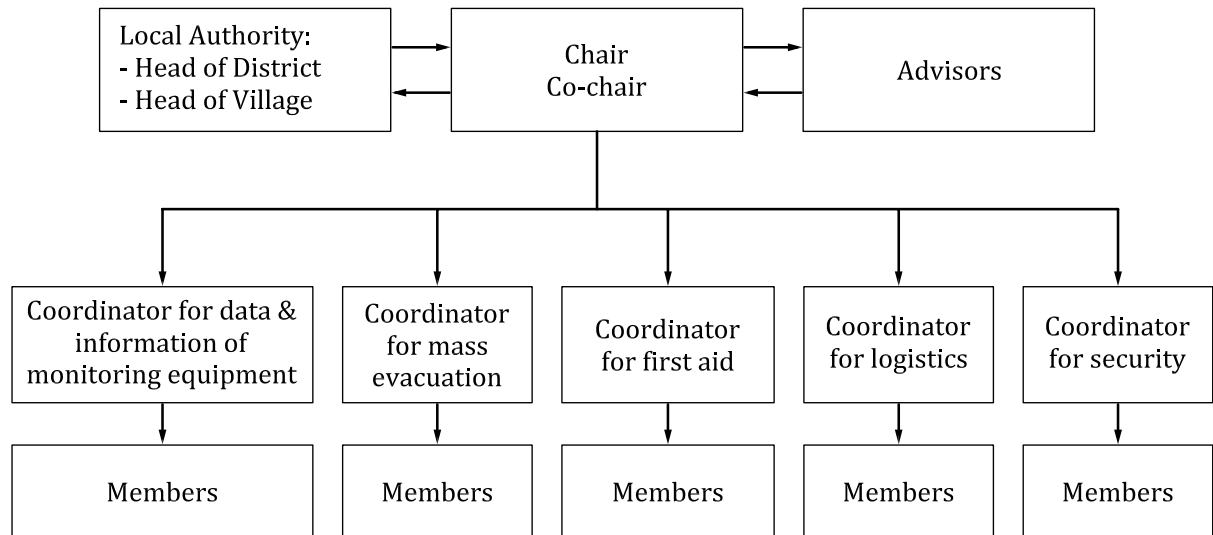 Local Authority:
- Head of District
- Head of Village
Chair
Co-chair
Advisors
Coordinator for data &
information of
monitoring equipment
Coordinator
for mass
evacuation
Coordinator
for first aid
Coordinator
for logistics
Coordinator
for security
Members
Members
Members
Members
Members